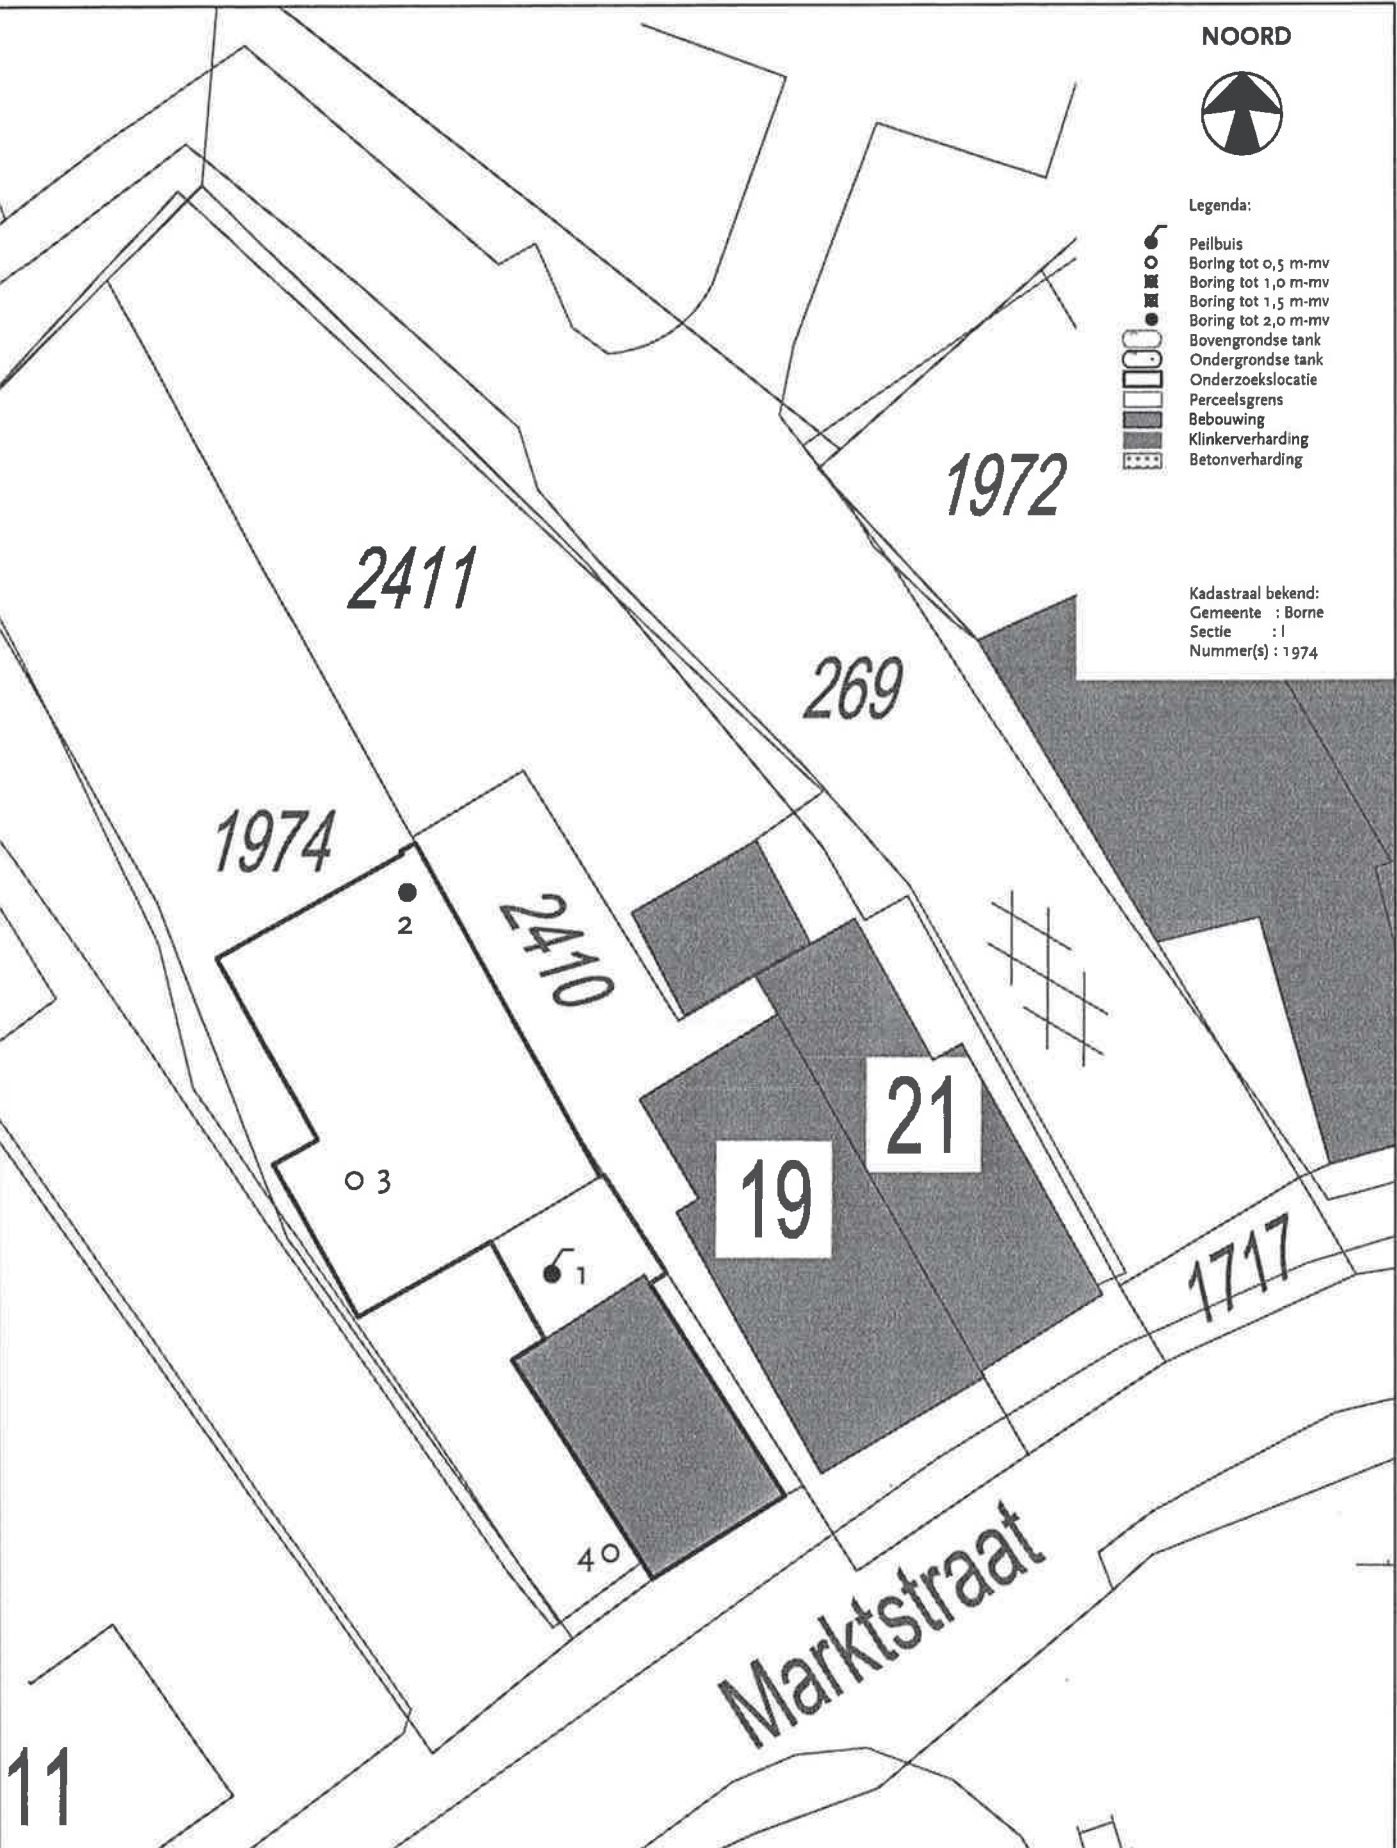 NOORD
Legenda:
Peilbuis
Boring tot 0,5 m-mv
Boring tot 1,0 m-mv
Boring tot 1,5 m-mv
Boring tot 2,0 m-mv
Bovengrondse tank
Ondergrondse tank
Onderzoekslocatie
Perceelsgrens
Bebouwing
Klinkerverharding
Betonverharding
1972
2411
Kadastraal bekend:
Gemeente : Borne
Sectie : I
Nummer(s) : 1974
269
1974
2
2410
21
19
3
1
1717
4
Marktstraat
11